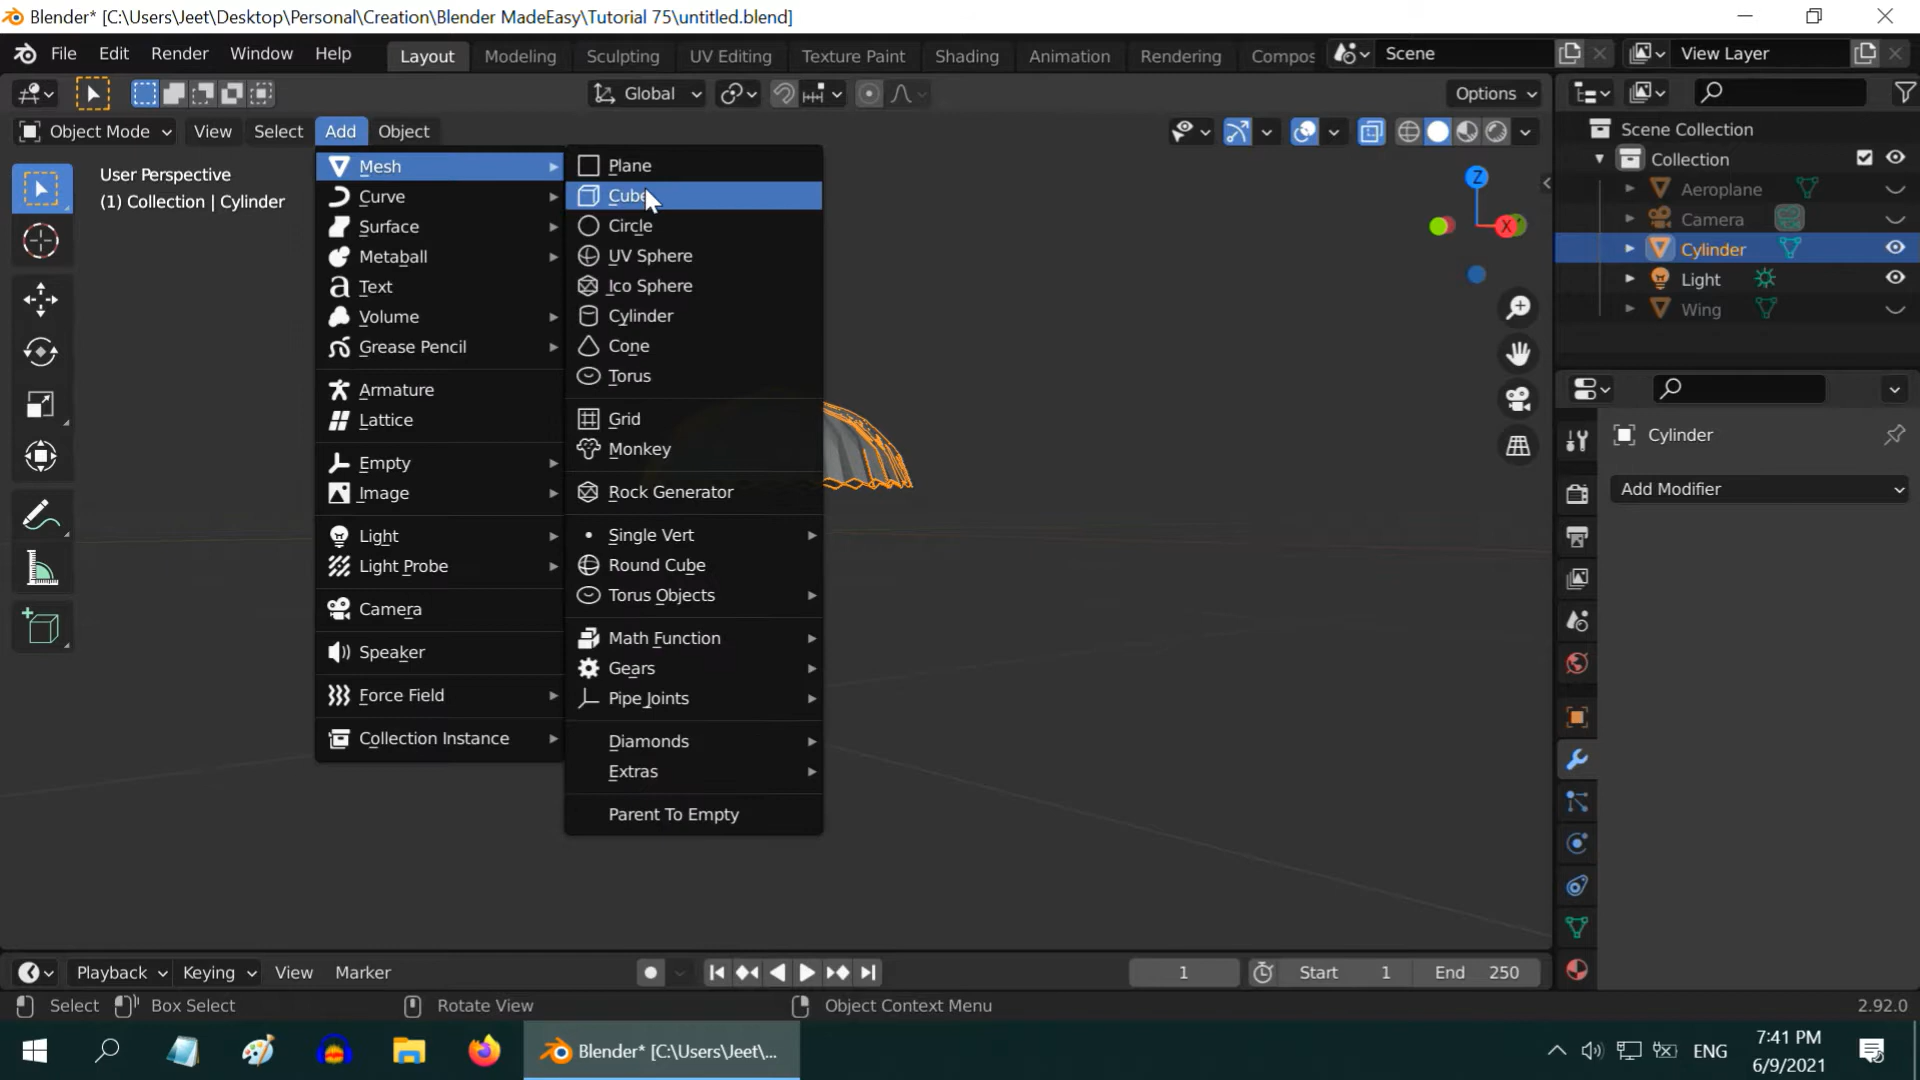 Blender* [C:\Users\Jeet\Desktop\Personal\Creation\Blender MadeEasy\Tutorial 75\untitled.blend]
File Edit Render Window Help Layout Modeling Sculpting UV Editing Texture Paint Shading Animation Rendering Compos Scene View Layer
Global Options
Object Mode View Select Add Object
User Perspective
(1) Collection | Cylinder
Mesh
Curve
Surface
Metaball
Text
Volume
Grease Pencil
Armature
Lattice
Empty
Image
Light
Light Probe
Camera
Speaker
Force Field
Collection Instance
Plane
Cube
Circle
UV Sphere
Ico Sphere
Cylinder
Cone
Torus
Grid
Monkey
Rock Generator
Single Vert
Round Cube
Torus Objects
Math Function
Gears
Pipe Joints
Diamonds
Extras
Parent To Empty
Z
X
Scene Collection
Collection
Aeroplane
Camera
Cylinder
Light
Wing
Cylinder
Add Modifier
Playback Keying View Marker 1 Start 1 End 250
Select Box Select Rotate View Object Context Menu 2.92.0
Blender* [C:\Users\Jeet\... ENG 7:41 PM
6/9/2021